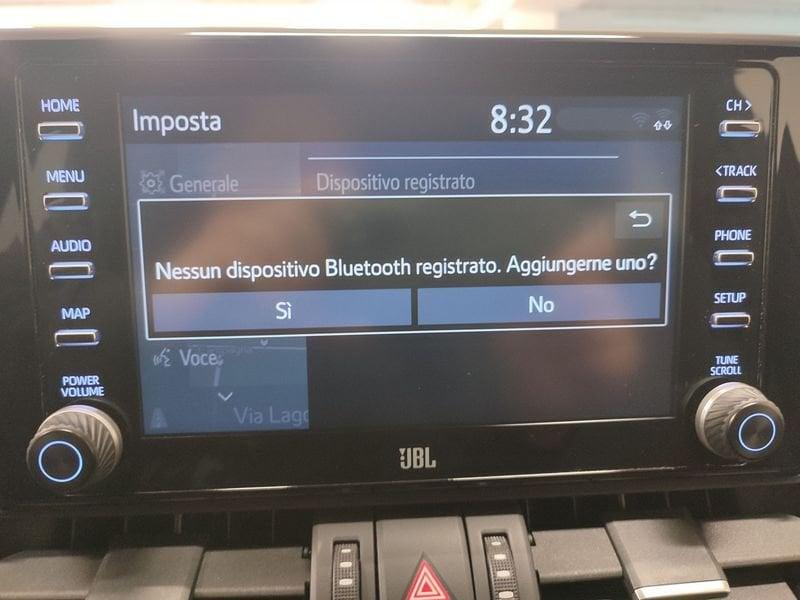 HOME
MENU
AUDIO
MAP
POWER
VOLUME
Imposta
8:32
Generale
Dispositivo registrato
Nessun dispositivo Bluetooth registrato. Aggiungerne uno?
Sì
No
Voce
Via Lago
CH >
< TRACK
PHONE
SETUP
TUNE
SCROLL
JBL